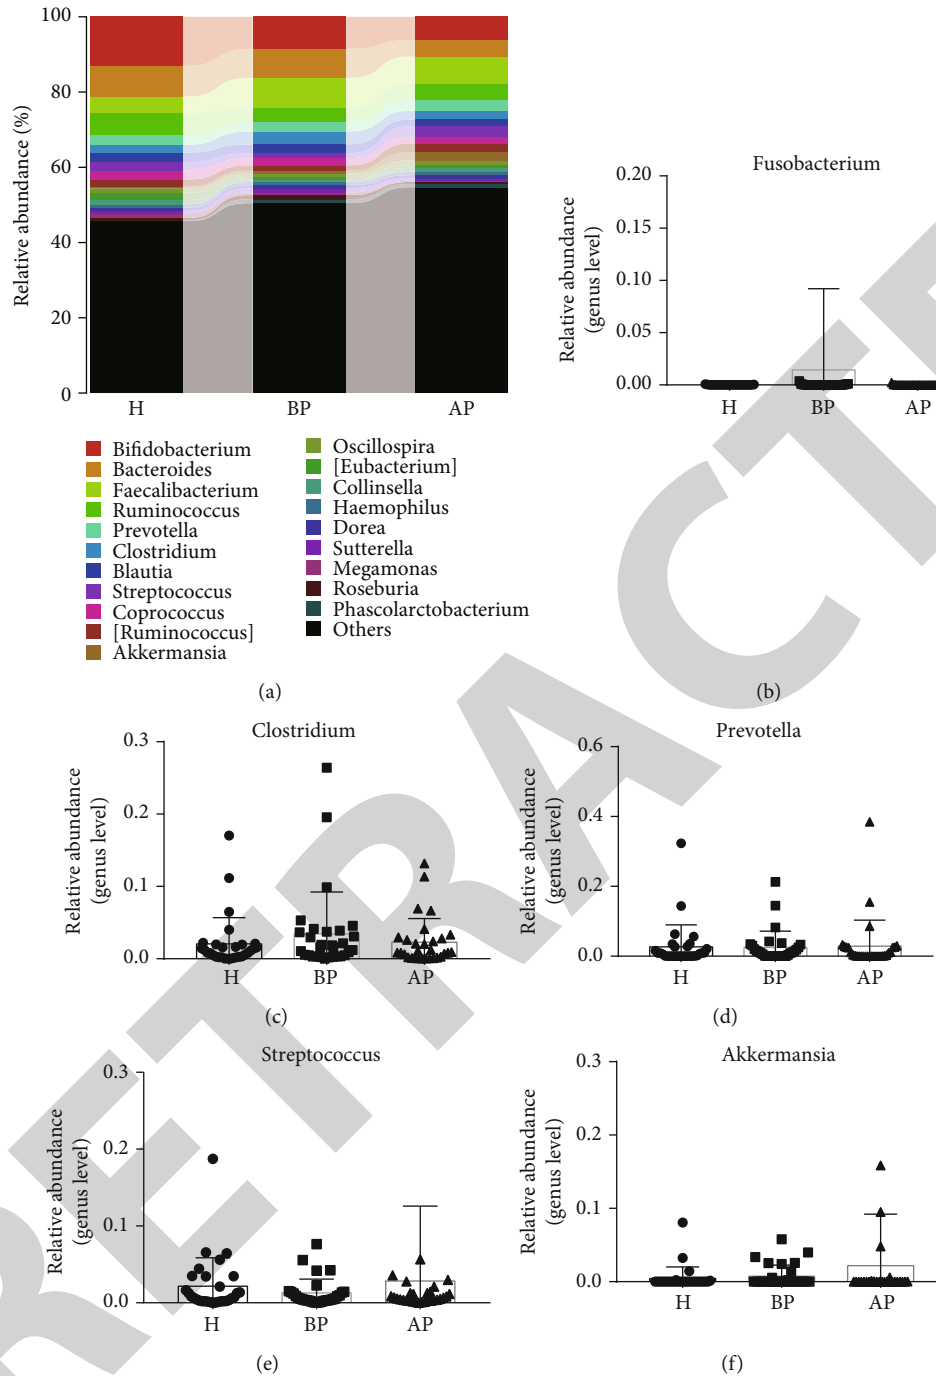 100
80
60
40
20
0
Relative abundance (%)
H BP AP
Bifidobacterium
Bacteroides
Faecalibacterium
Ruminococcus
Prevotella
Clostridium
Blautia
Streptococcus
Coprococcus
[Ruminococcus]
Akkermansia
Oscillospira
[Eubacterium]
Collinsella
Haemophilus
Dorea
Sutterella
Megamonas
Roseburia
Phascolarctobacterium
Others
(a)
Fusobacterium
0.20
0.15
0.10
0.05
0.00
Relative abundance
(genus level)
H BP AP
(b)
Clostridium
0.3
0.2
0.1
0.0
Relative abundance
(genus level)
H BP AP
(c)
Prevotella
0.6
0.4
0.2
0.0
Relative abundance
(genus level)
H BP AP
(d)
Streptococcus
0.3
0.2
0.1
0.0
Relative abundance
(genus level)
H BP AP
(e)
Akkermansia
0.3
0.2
0.1
0.0
Relative abundance
(genus level)
H BP AP
(f)
RETRACTE